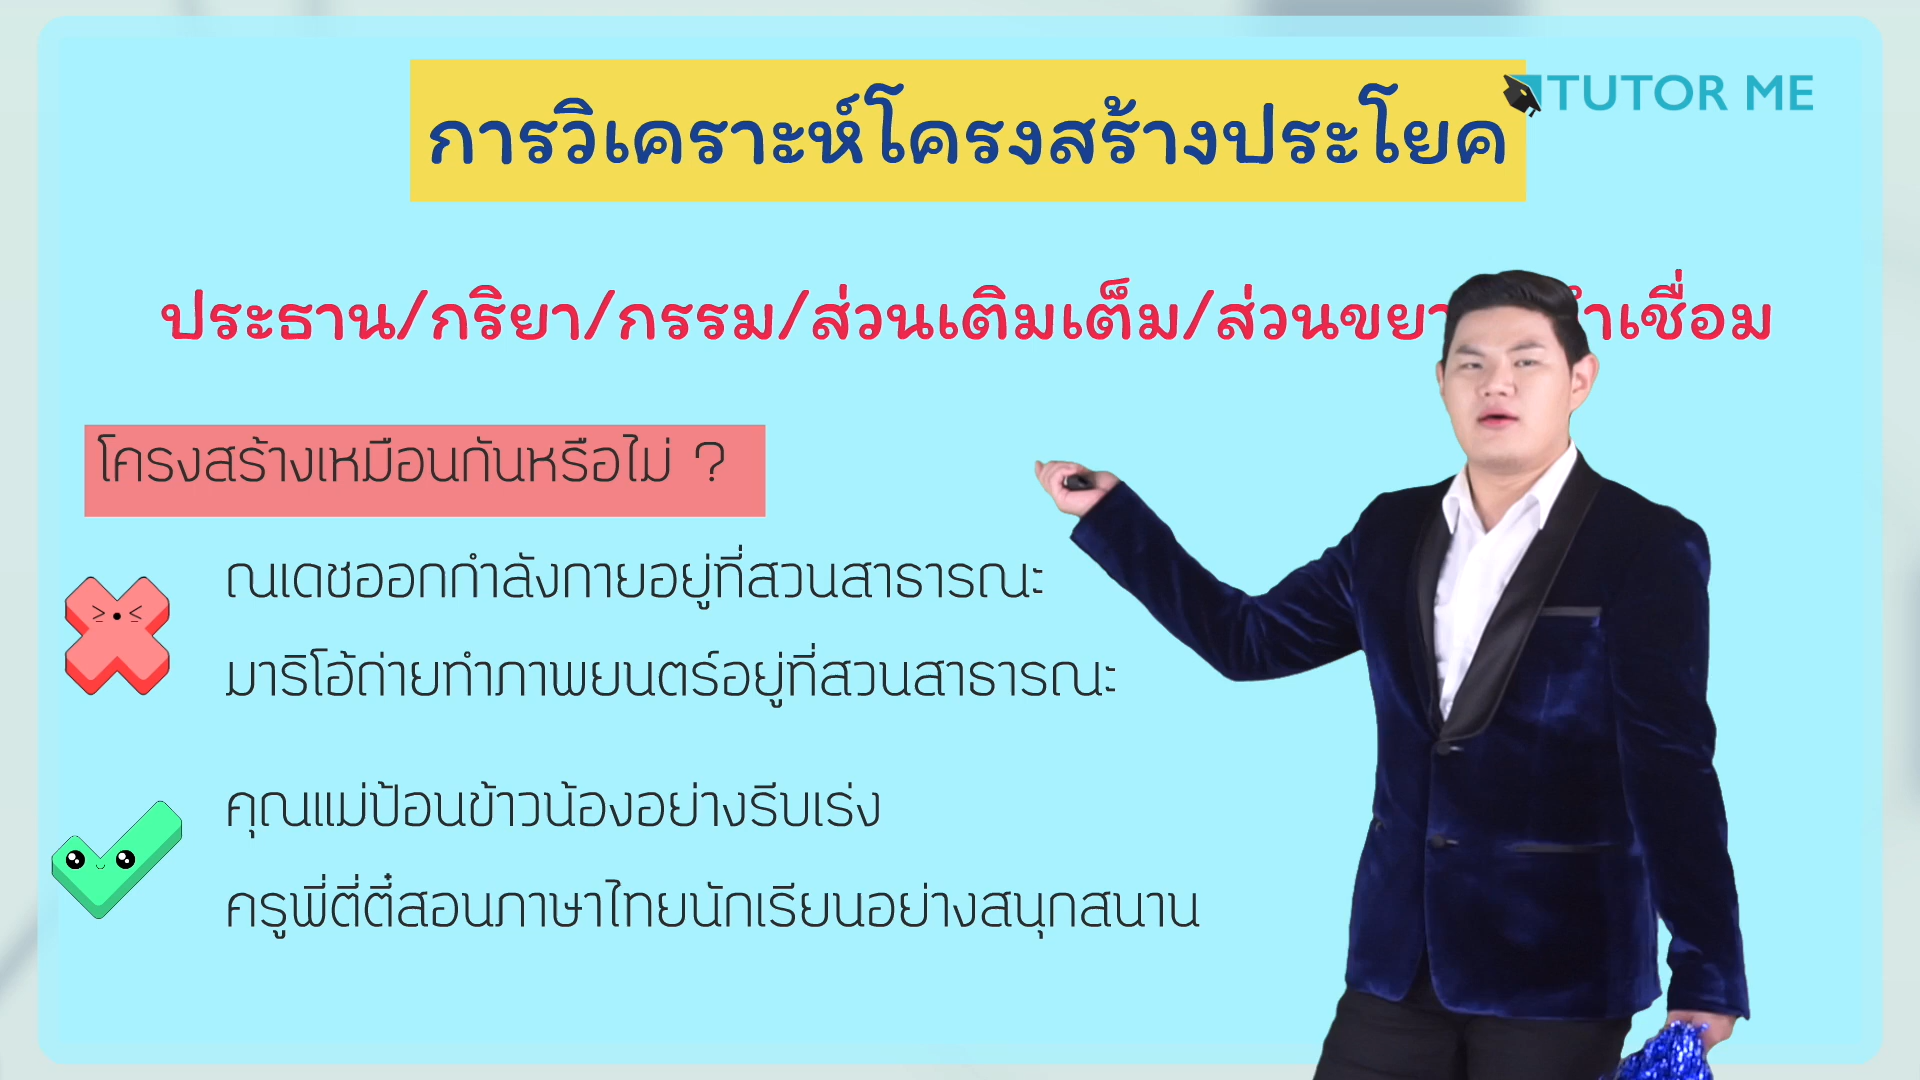 การวิเคราะห์โครงสร้างประโยค
TUTOR ME
ประธาน/กริยา/กรรม/ส่วนเติมเต็ม/ส่วนขยา
าเชื่อม
โครงสร้างเหมือนกันหรือไม่ ?
ณเดชออกกำลังกายอยู่ที่สวนสาธารณะ
มาริโอ้ถ่ายทำภาพยนตร์อยู่ที่สวนสาธารณะ
คุณแม่ป้อนข้าวน้องอย่างรีบเร่ง
ครูพี่ตี่ตี๋สอนภาษาไทยนักเรียนอย่างสนุกสนาน